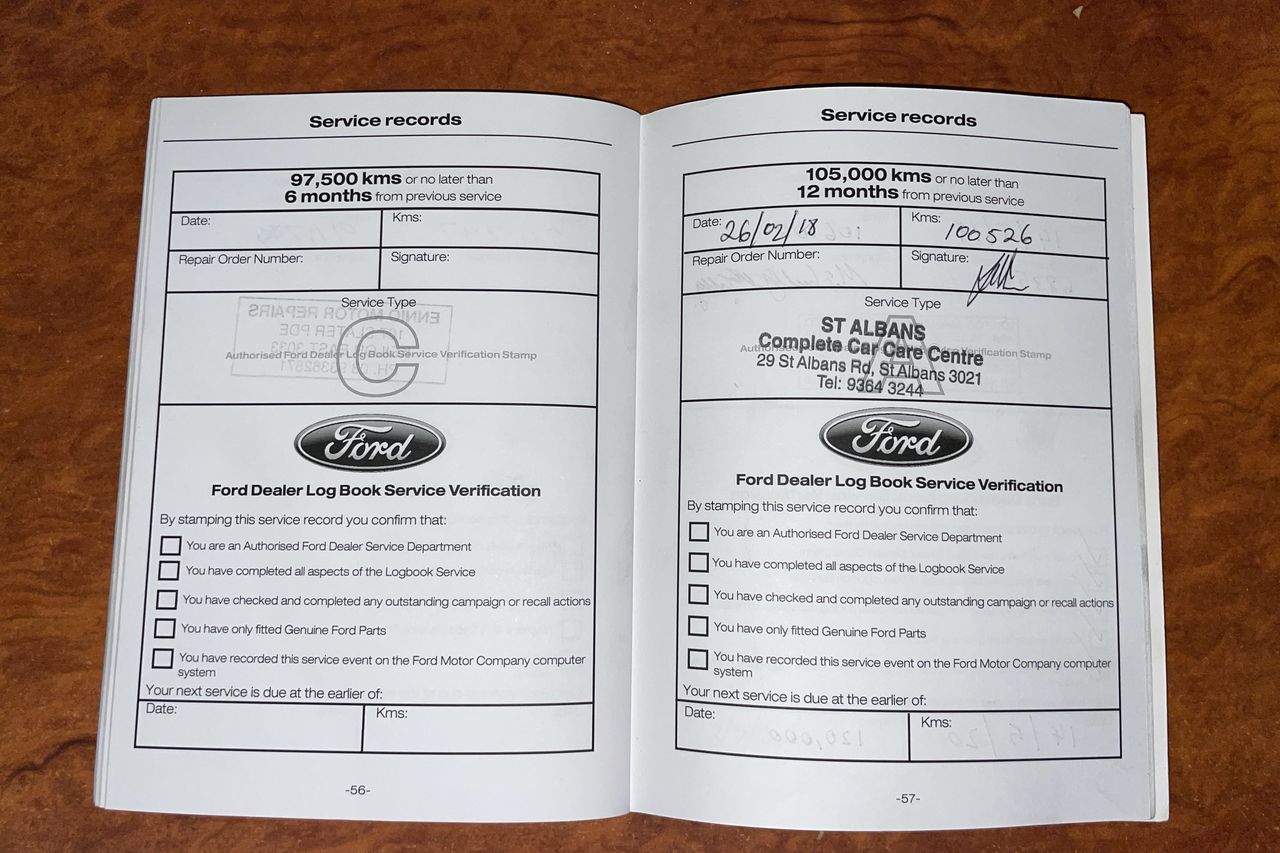 Service records
97,500 kms or no later than
6 months from previous service
Date:
Kms:
Repair Order Number:
Signature:
Service Type
C
Authorised Ford Dealer Log Book Service Verification Stamp
ENNIO MOTOR REPAIRS
Ford
Ford Dealer Log Book Service Verification
By stamping this service record you confirm that:
You are an Authorised Ford Dealer Service Department
You have completed all aspects of the Logbook Service
You have checked and completed any outstanding campaign or recall actions
You have only fitted Genuine Ford Parts
You have recorded this service event on the Ford Motor Company computer
system
Your next service is due at the earlier of:
Date:
Kms:
-56-
Service records
105,000 kms or no later than
12 months from previous service
Date: 26/02/18
Kms: 100526
Repair Order Number:
Signature:
Service Type
A
ST ALBANS
Complete Car Care Centre
29 St Albans Rd, St Albans 3021
Tel: 9364 3244
Verification Stamp
Ford
Ford Dealer Log Book Service Verification
By stamping this service record you confirm that:
You are an Authorised Ford Dealer Service Department
You have completed all aspects of the Logbook Service
You have checked and completed any outstanding campaign or recall actions
You have only fitted Genuine Ford Parts
You have recorded this service event on the Ford Motor Company computer
system
Your next service is due at the earlier of:
Date:
Kms:
120,000
14/5/20
-57-